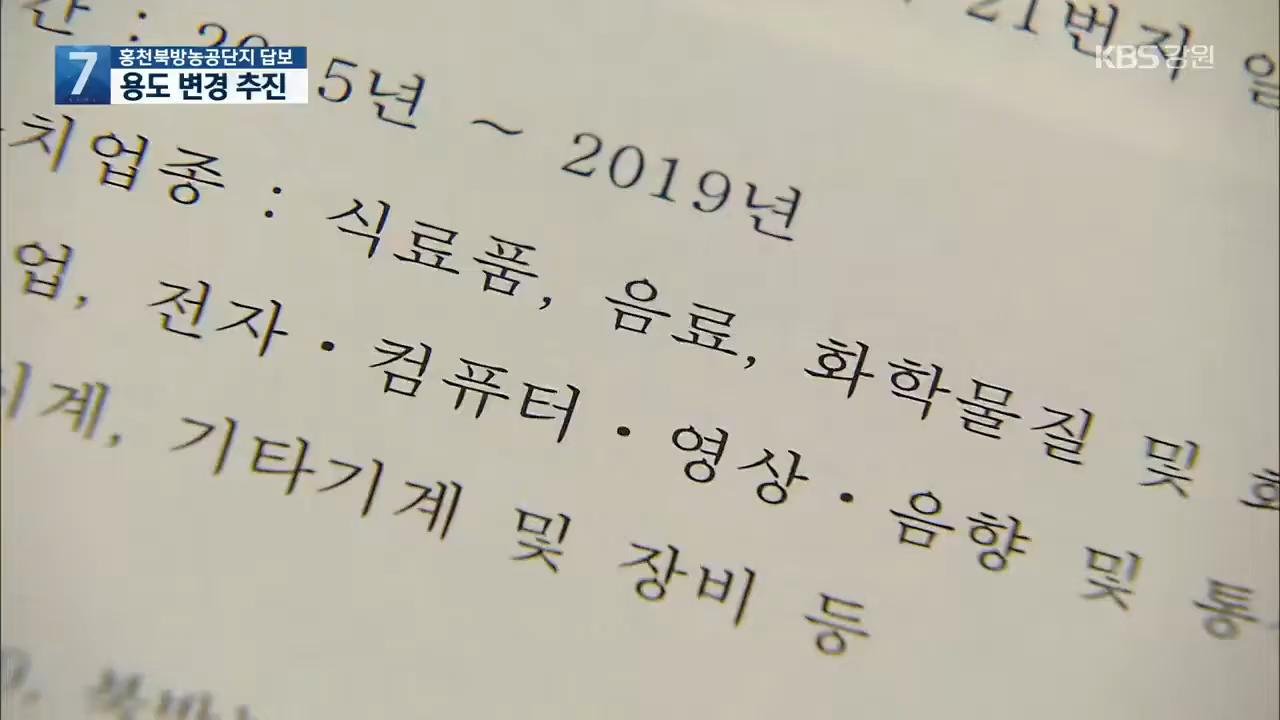 21번지
KBS강원
7
홍천북방농공단지 답보
용도 변경 추진
5년 ~ 2019년
치업종 : 식료품, 음료, 화학물질 및
업, 전자·컴퓨터·영상·음향 및 통
계, 기타기계 및 장비 등